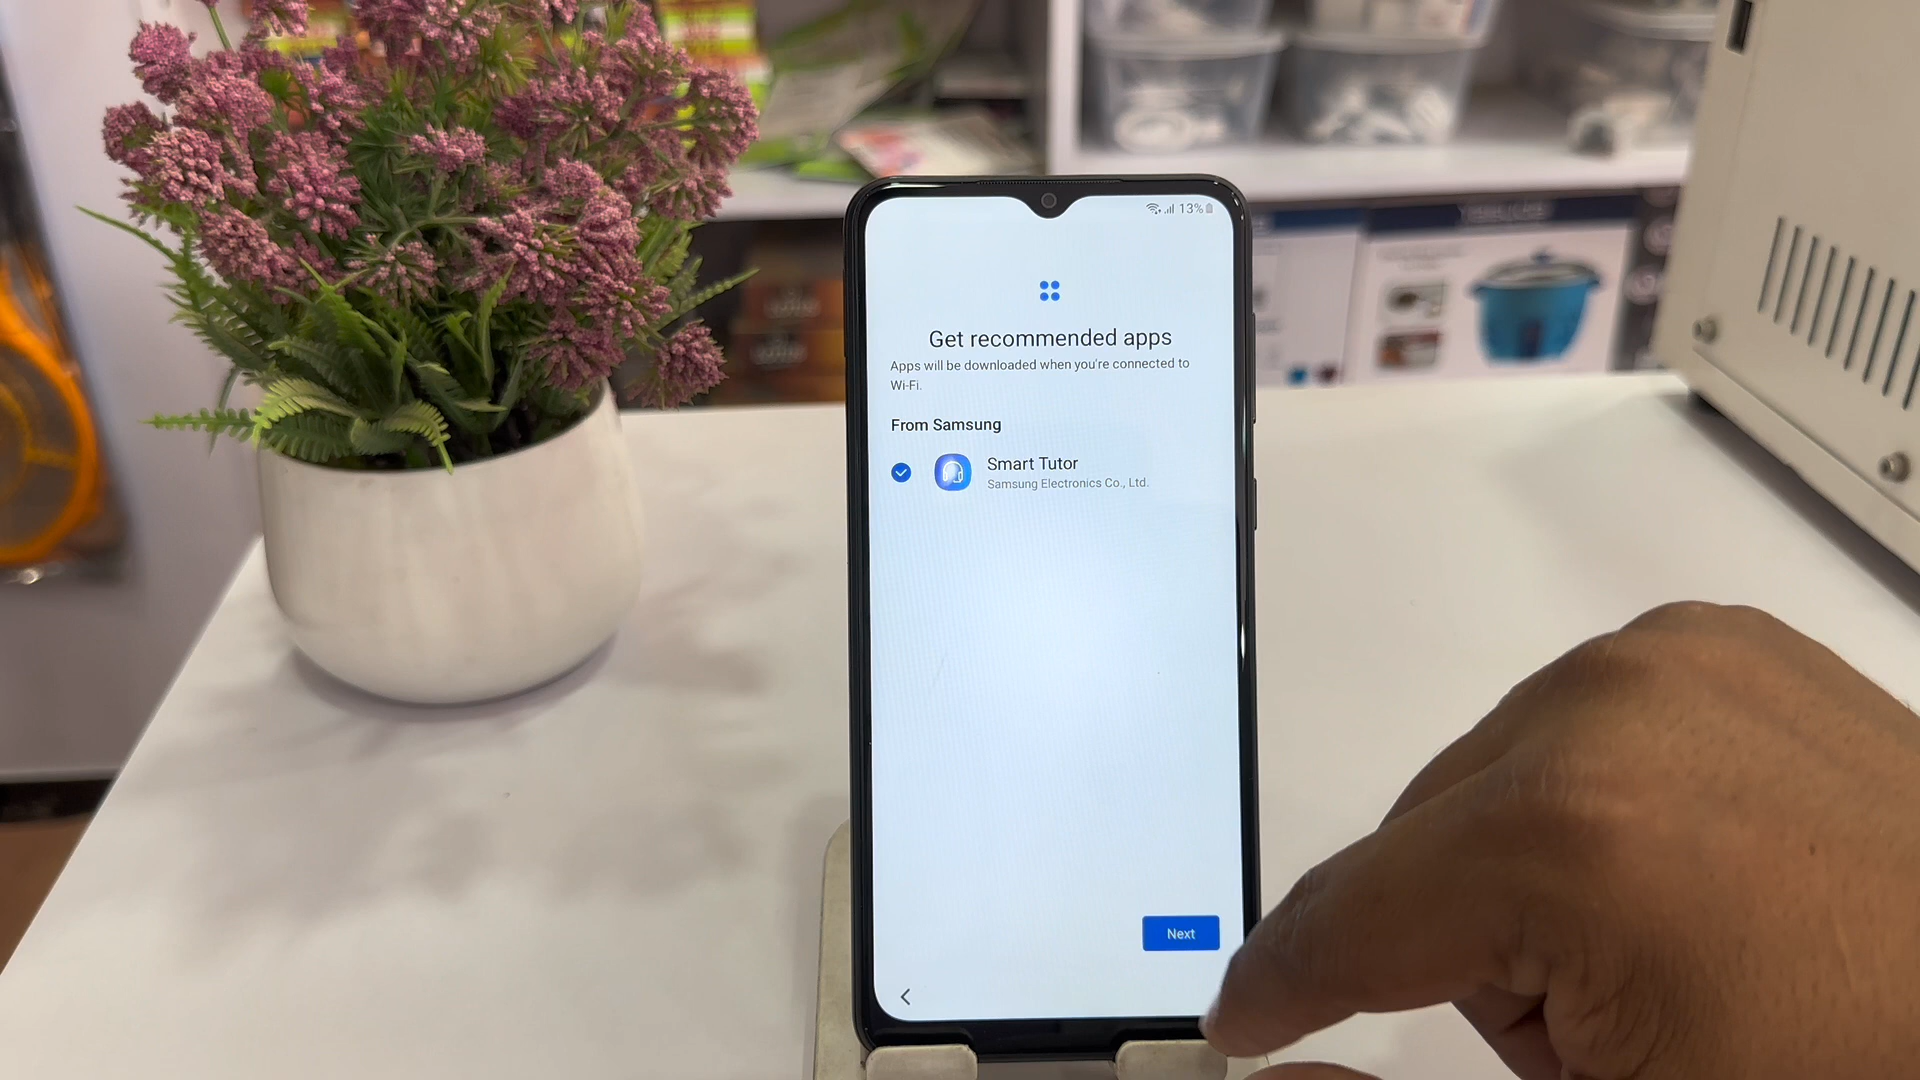 13%
Get recommended apps
Apps will be downloaded when you're connected to
Wi-Fi.
From Samsung
Smart Tutor
Samsung Electronics Co., Ltd.
Next